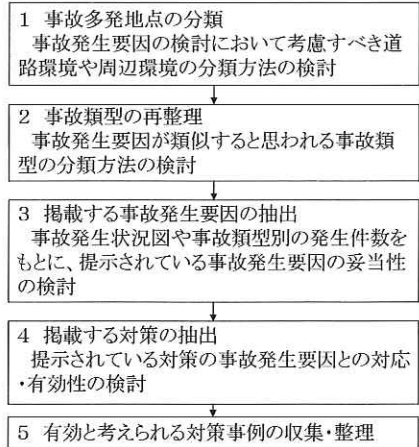 1 事故多発地点の分類
事故発生要因の検討において考慮すべき道
路環境や周辺環境の分類方法の検討
2 事故類型の再整理
事故発生要因が類似すると思われる事故類
型の分類方法の検討
3 掲載する事故発生要因の抽出
事故発生状況図や事故類型別の発生件数を
もとに、提示されている事故発生要因の妥当性
の検討
4 掲載する対策の抽出
提示されている対策の事故発生要因との対応
・有効性の検討
5 有効と考えられる対策事例の収集・整理